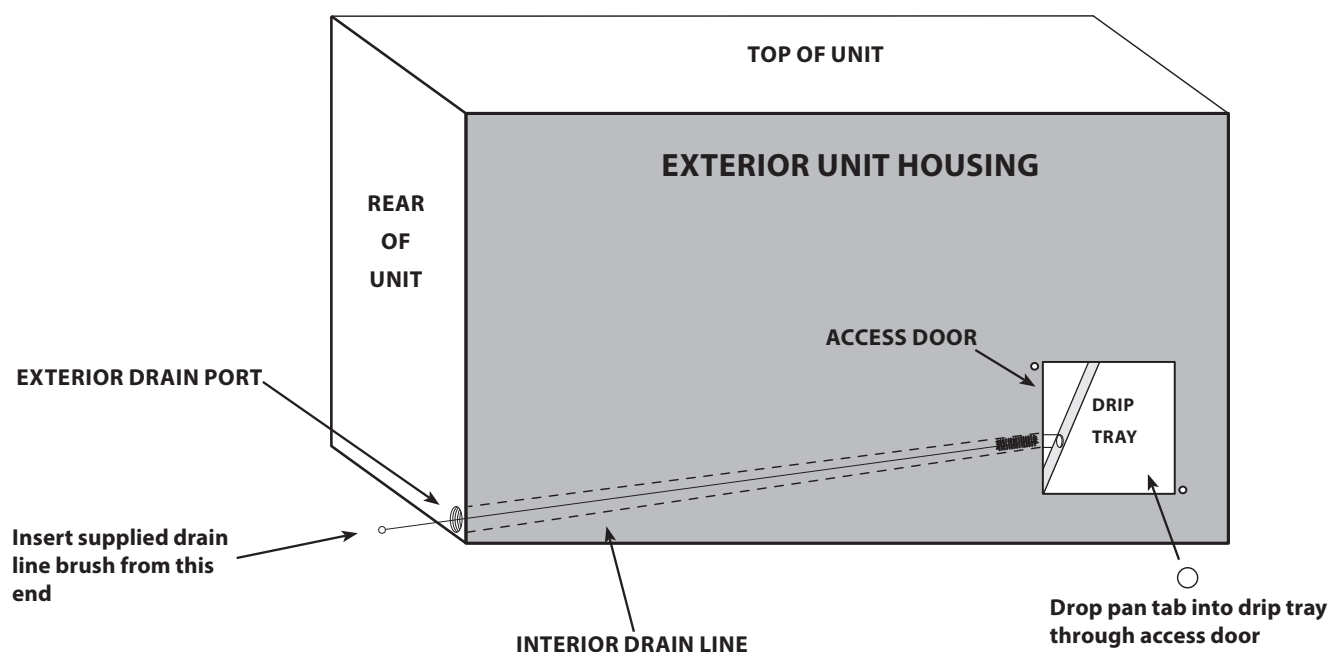 TOP OF UNIT
EXTERIOR UNIT HOUSING
REAR
OF
UNIT
ACCESS DOOR
EXTERIOR DRAIN PORT
DRIP
TRAY
Insert supplied drain
line brush from this
end
INTERIOR DRAIN LINE
Drop pan tab into drip tray
through access door